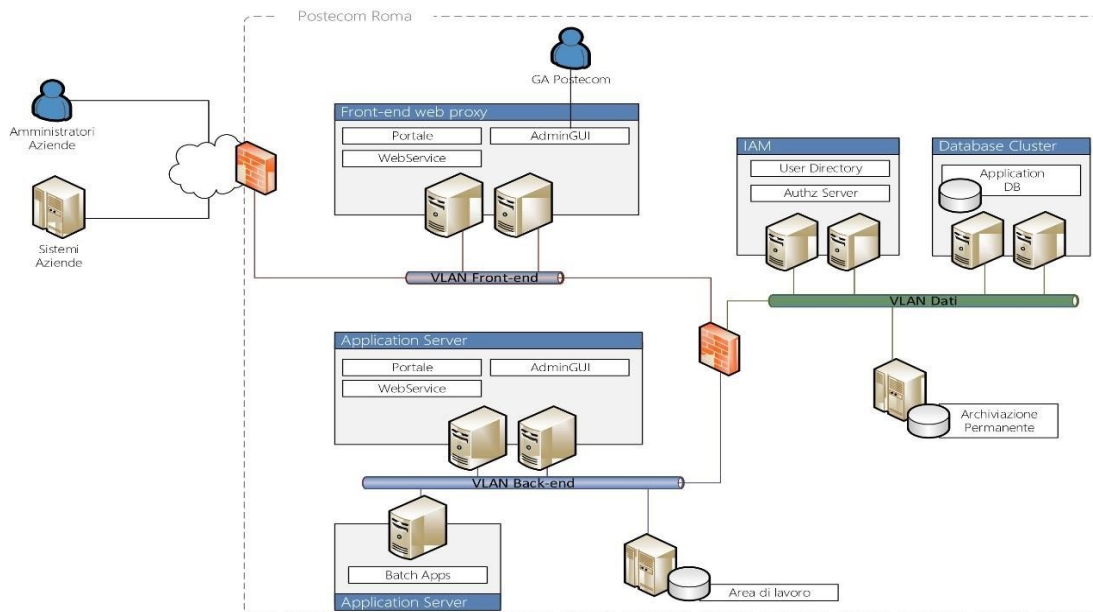 Postecom Roma
GA Postecom
Amministratori
Aziende
Sistemi
Aziende
Front-end web proxy
Portale
AdminGUI
WebService
VLAN Front-end
IAM
User Directory
Authz Server
Database Cluster
Application
DB
VLAN Dati
Application Server
Portale
AdminGUI
WebService
Archiviazione
Permanente
VLAN Back-end
Batch Apps
Application Server
Area di lavoro